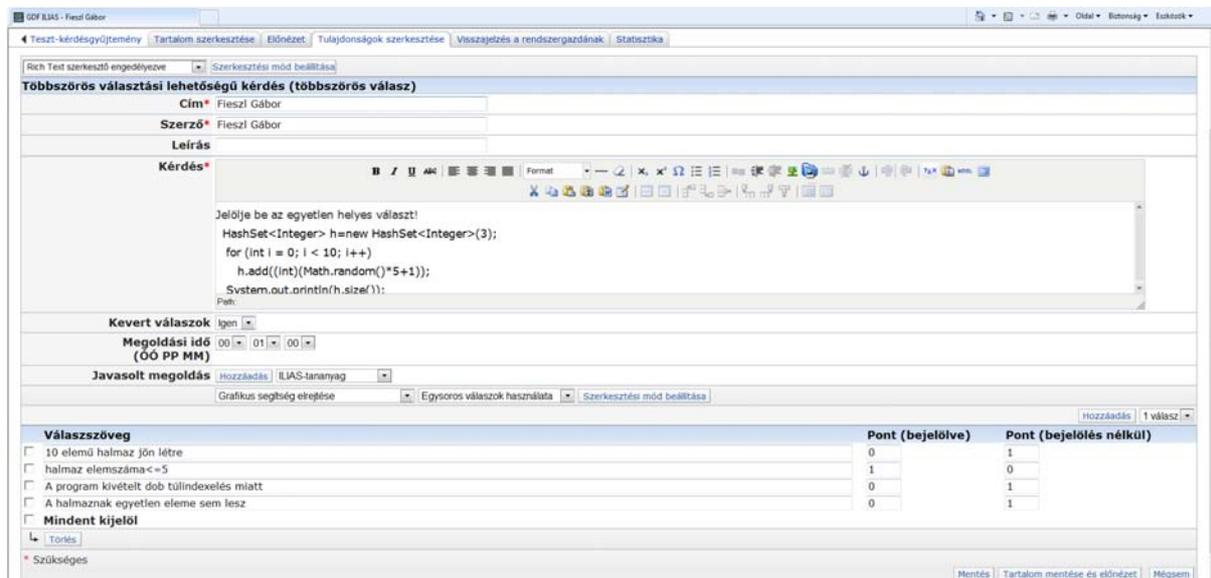 GDF ILIAS - Fieszl Gábor
Oldal Biztonság Eszközök
Teszt-kérdésgyűjtemény Tartalom szerkesztése Előnézet Tulajdonságok szerkesztése Visszajelzés a rendszergazdának Statisztika
Rich Text szerkesztő engedélyezve Szerkesztési mód beállítása
Többszörös választási lehetőségű kérdés (többszörös válasz)
Cím* Fieszl Gábor
Szerző* Fieszl Gábor
Leírás
Kérdés*
B I U ABC Format
HTML
Jelölje be az egyetlen helyes választ!
HashSet<Integer> h=new HashSet<Integer>(3);
for (int i = 0; i < 10; i++)
h.add((int)(Math.random()*5+1));
System.out.println(h.size());
Path:
Kevert válaszok Igen
Megoldási idő 00 01 00
(ÓÓ PP MM)
Javasolt megoldás Hozzáadás ILIAS-tananyag
Grafikus segítség elrejtése Egysoros válaszok használata Szerkesztési mód beállítása
Hozzáadás 1 válasz
Válaszszöveg Pont (bejelölve) Pont (bejelölés nélkül)
10 elemű halmaz jön létre 0 1
halmaz elemszáma<=5 1 0
A program kivételt dob túlindexelés miatt 0 1
A halmaznak egyetlen eleme sem lesz 0 1
Mindent kijelöl
Törlés
* Szükséges
Mentés Tartalom mentése és előnézet Mégsem